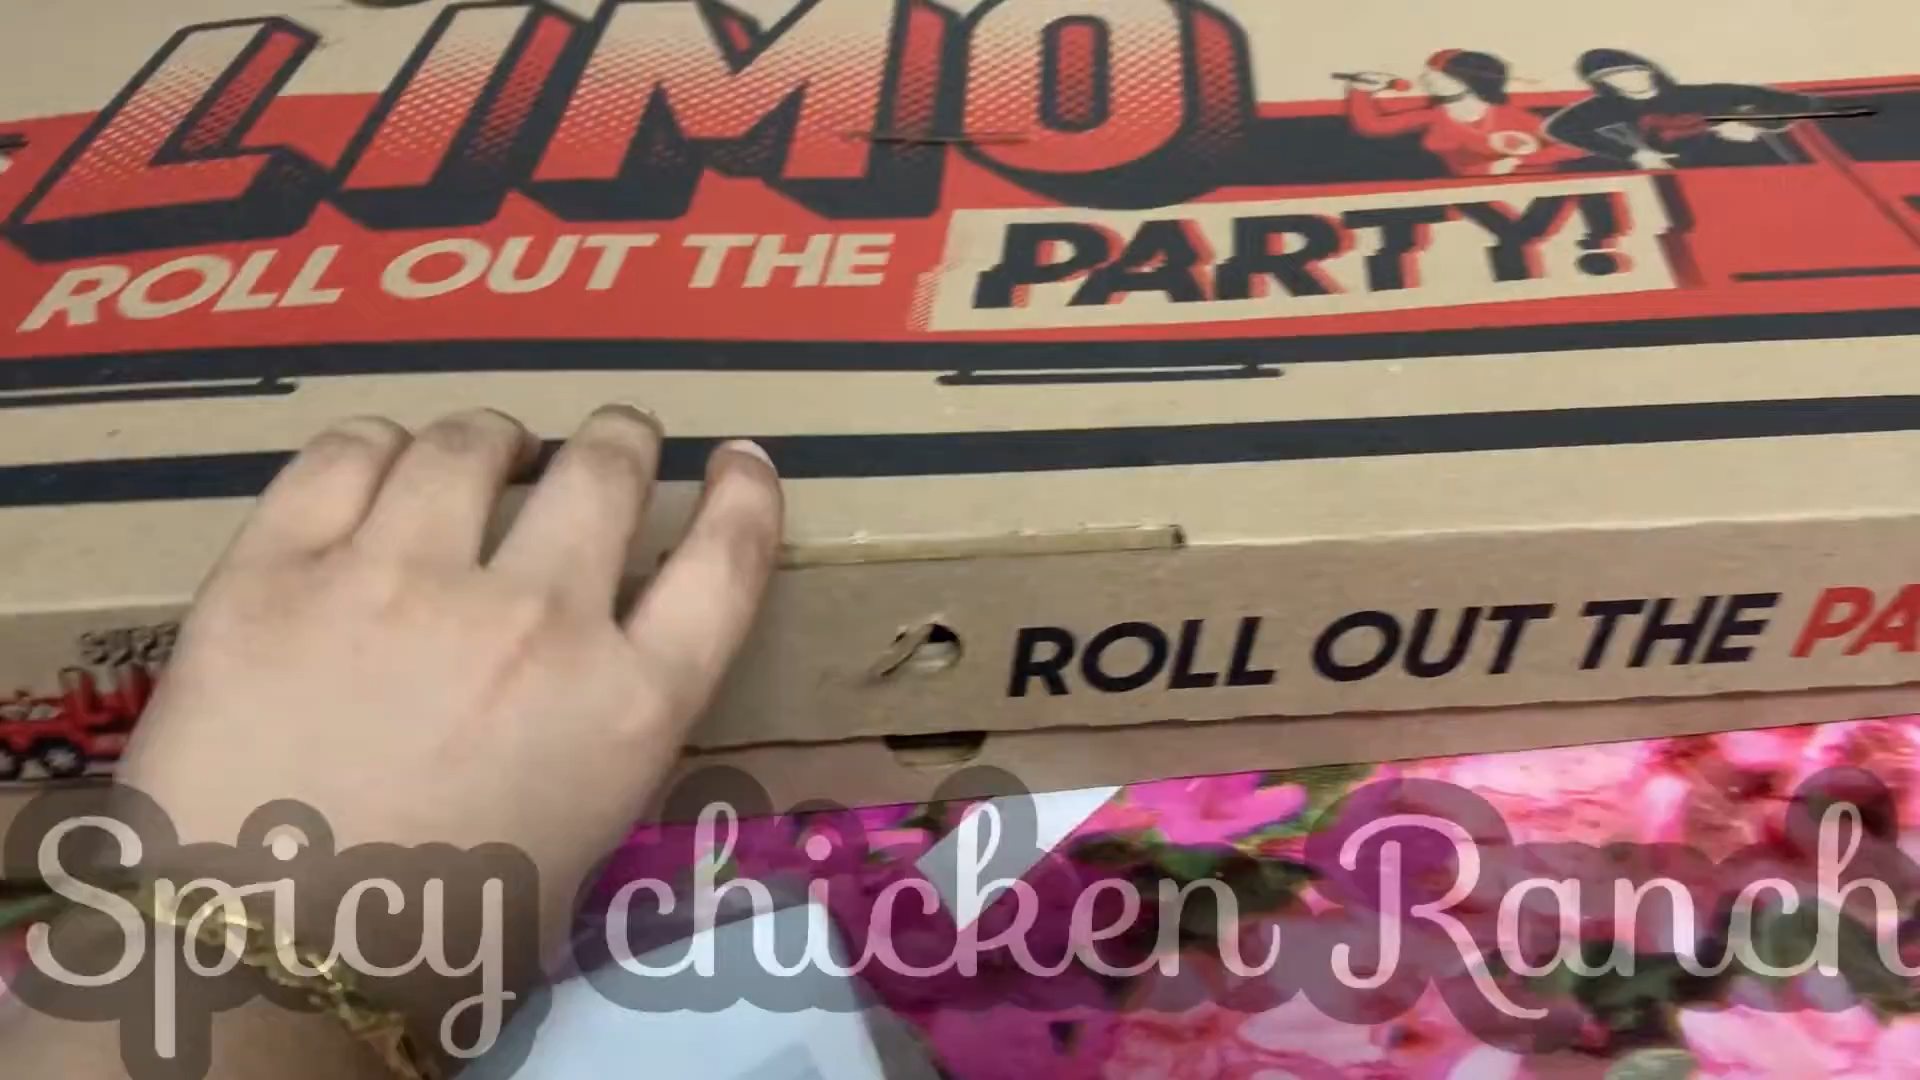 LIMO
ROLL OUT THE PARTY!
ROLL OUT THE PA
Spicy chicken Ranch